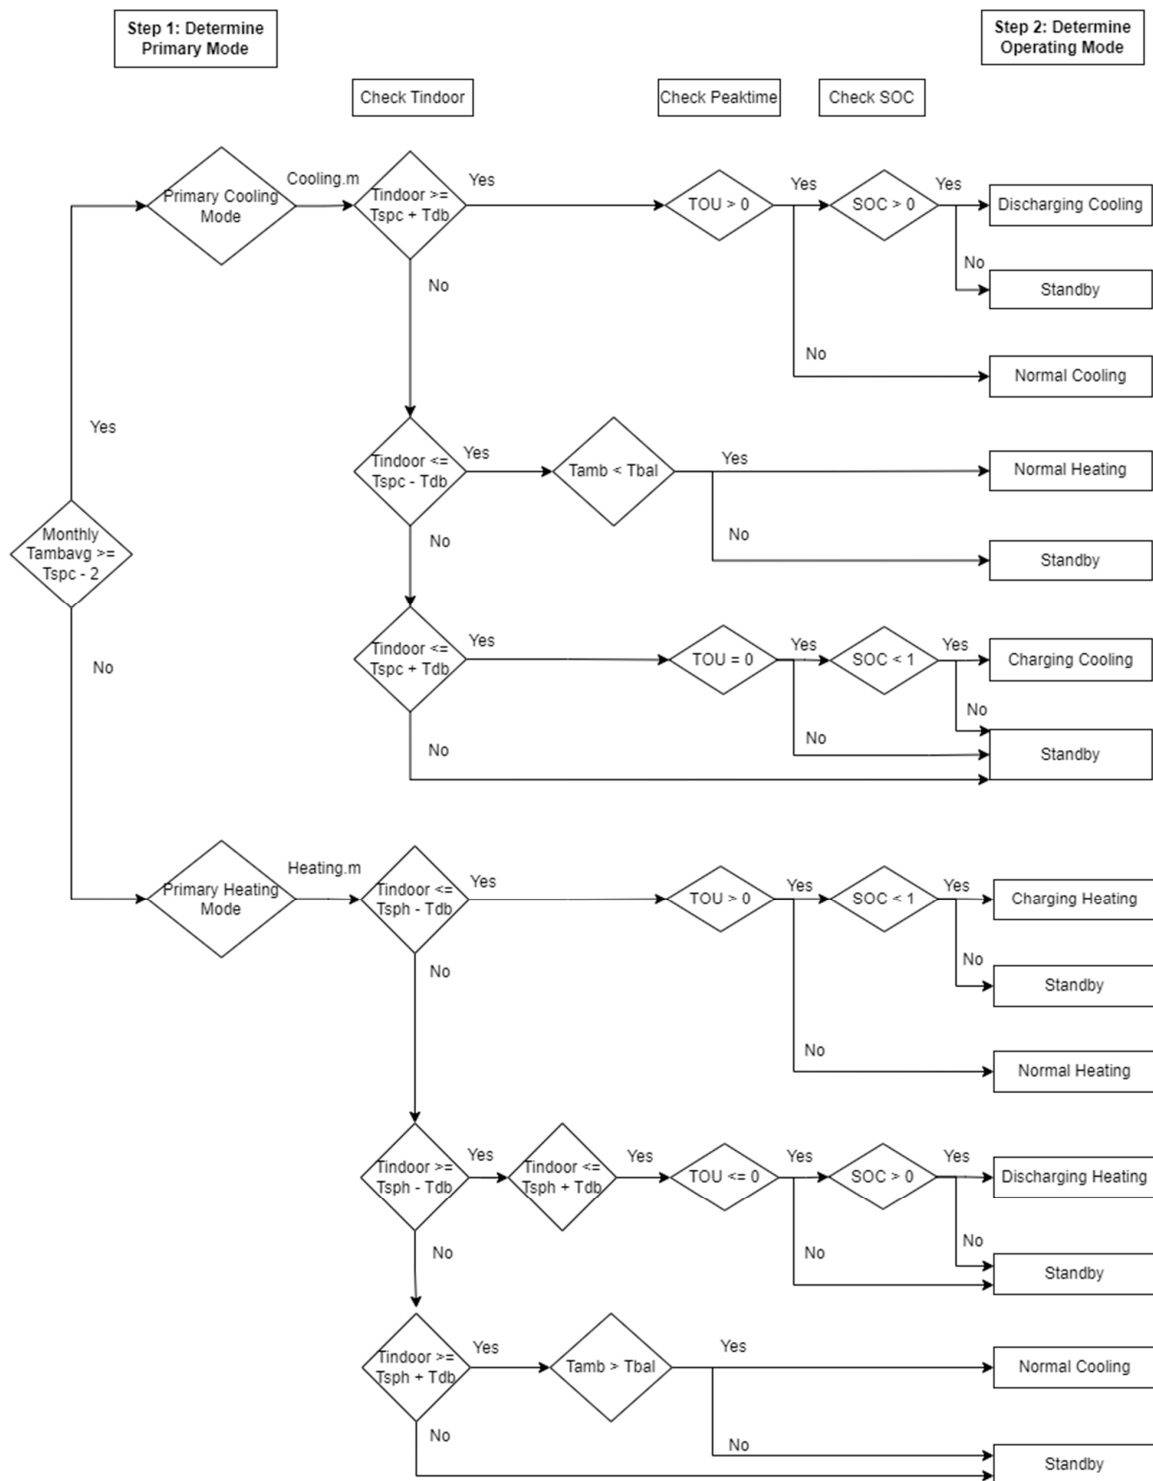 Step 1: Determine
Primary Mode
Step 2: Determine
Operating Mode
Check Tindoor
Check Peaktime
Check SOC
Primary Cooling
Mode
Cooling.m
Tindoor >=
Tspc + Tdb
Yes
TOU > 0
Yes
SOC > 0
Yes
Discharging Cooling
No
Standby
No
No
Normal Cooling
Yes
Tindoor <=
Tspc - Tdb
Yes
Tamb < Tbal
Yes
Normal Heating
No
Standby
Monthly
Tambavg >=
Tspc - 2
No
No
Tindoor <=
Tspc + Tdb
Yes
TOU = 0
Yes
SOC < 1
Yes
Charging Cooling
No
No
No
Standby
Primary Heating
Mode
Heating.m
Tindoor <=
Tsph - Tdb
Yes
TOU > 0
Yes
SOC < 1
Yes
Charging Heating
No
No
Standby
No
Normal Heating
Tindoor >=
Tsph - Tdb
Yes
Tindoor <=
Tsph + Tdb
Yes
TOU <= 0
Yes
SOC > 0
Yes
Discharging Heating
No
No
No
Standby
Tindoor >=
Tsph + Tdb
Yes
Tamb > Tbal
Yes
Normal Cooling
No
No
Standby